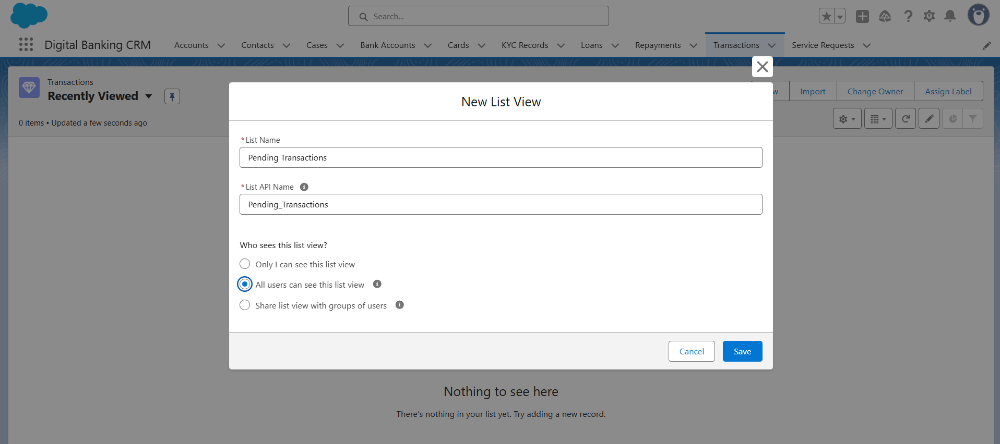 Search...
Digital Banking CRM
Accounts
Contacts
Cases
Bank Accounts
Cards
KYC Records
Loans
Repayments
Transactions
Service Requests
Transactions
Recently Viewed
0 items • Updated a few seconds ago
Import
Change Owner
Assign Label
New List View
*List Name
Pending Transactions
*List API Name
Pending_Transactions
Who sees this list view?
Only I can see this list view
All users can see this list view
Share list view with groups of users
Cancel
Save
Nothing to see here
There's nothing in your list yet. Try adding a new record.